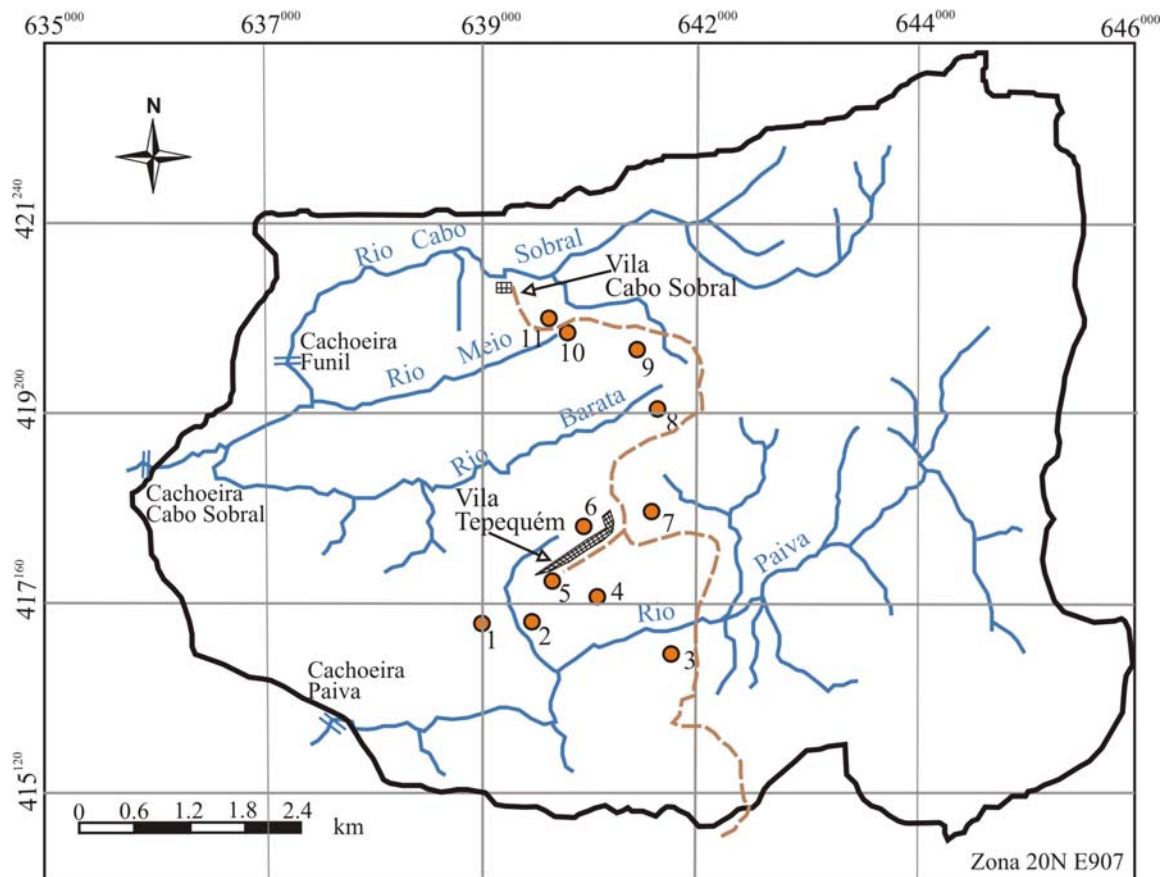 635⁰⁰⁰ 637⁰⁰⁰ 639⁰⁰⁰ 642⁰⁰⁰ 644⁰⁰⁰ 646⁰⁰⁰
N
421²⁴⁰
Rio Cabo Sobral
Vila
Cabo Sobral
11
10
9
Cachoeira
Funil
Rio Meio
419²⁰⁰
Rio Barata
8
Cachoeira
Cabo Sobral
Vila
Tepequém
6
7
417¹⁶⁰
5
4
Rio Paiva
1
2
3
Cachoeira
Paiva
415¹²⁰
0 0.6 1.2 1.8 2.4
km
Zona 20N E907